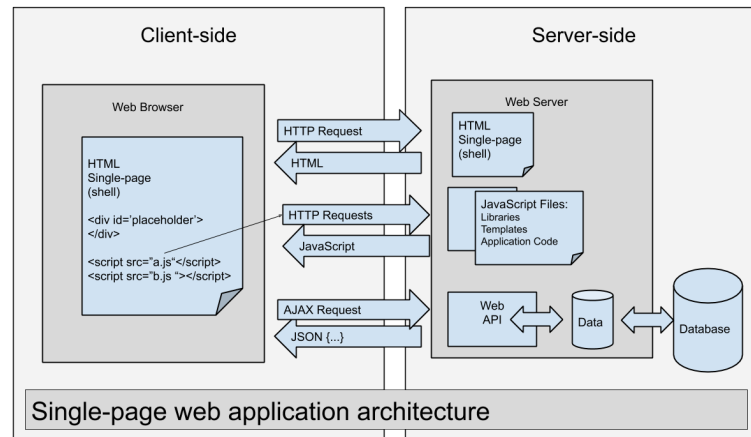 Client-side
Server-side
Web Browser
HTML
Single-page
(shell)
<div id='placeholder'>
</div>
<script src="a.js“</script>
<script src="b.js “></script>
HTTP Request
HTML
HTTP Requests
JavaScript
AJAX Request
JSON {...}
Web Server
HTML
Single-page
(shell)
JavaScript Files:
Libraries
Templates
Application Code
Web
API
Data
Database
Single-page web application architecture